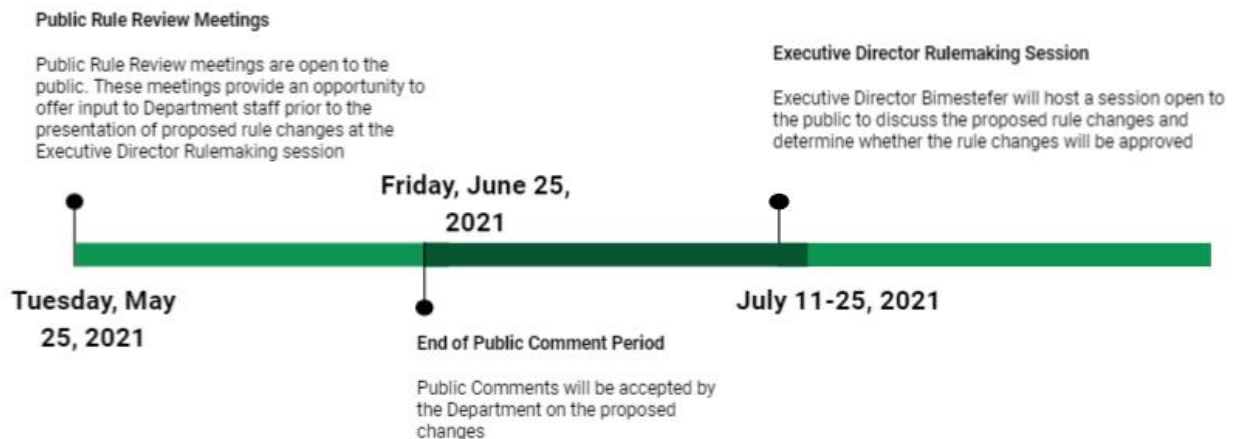 Public Rule Review Meetings
Public Rule Review meetings are open to the
public. These meetings provide an opportunity to
offer input to Department staff prior to the
presentation of proposed rule changes at the
Executive Director Rulemaking session
Tuesday, May
25, 2021
Friday, June 25,
2021
End of Public Comment Period
Public Comments will be accepted by
the Department on the proposed
changes
Executive Director Rulemaking Session
Executive Director Bimestefer will host a session open to
the public to discuss the proposed rule changes and
determine whether the rule changes will be approved
July 11-25, 2021